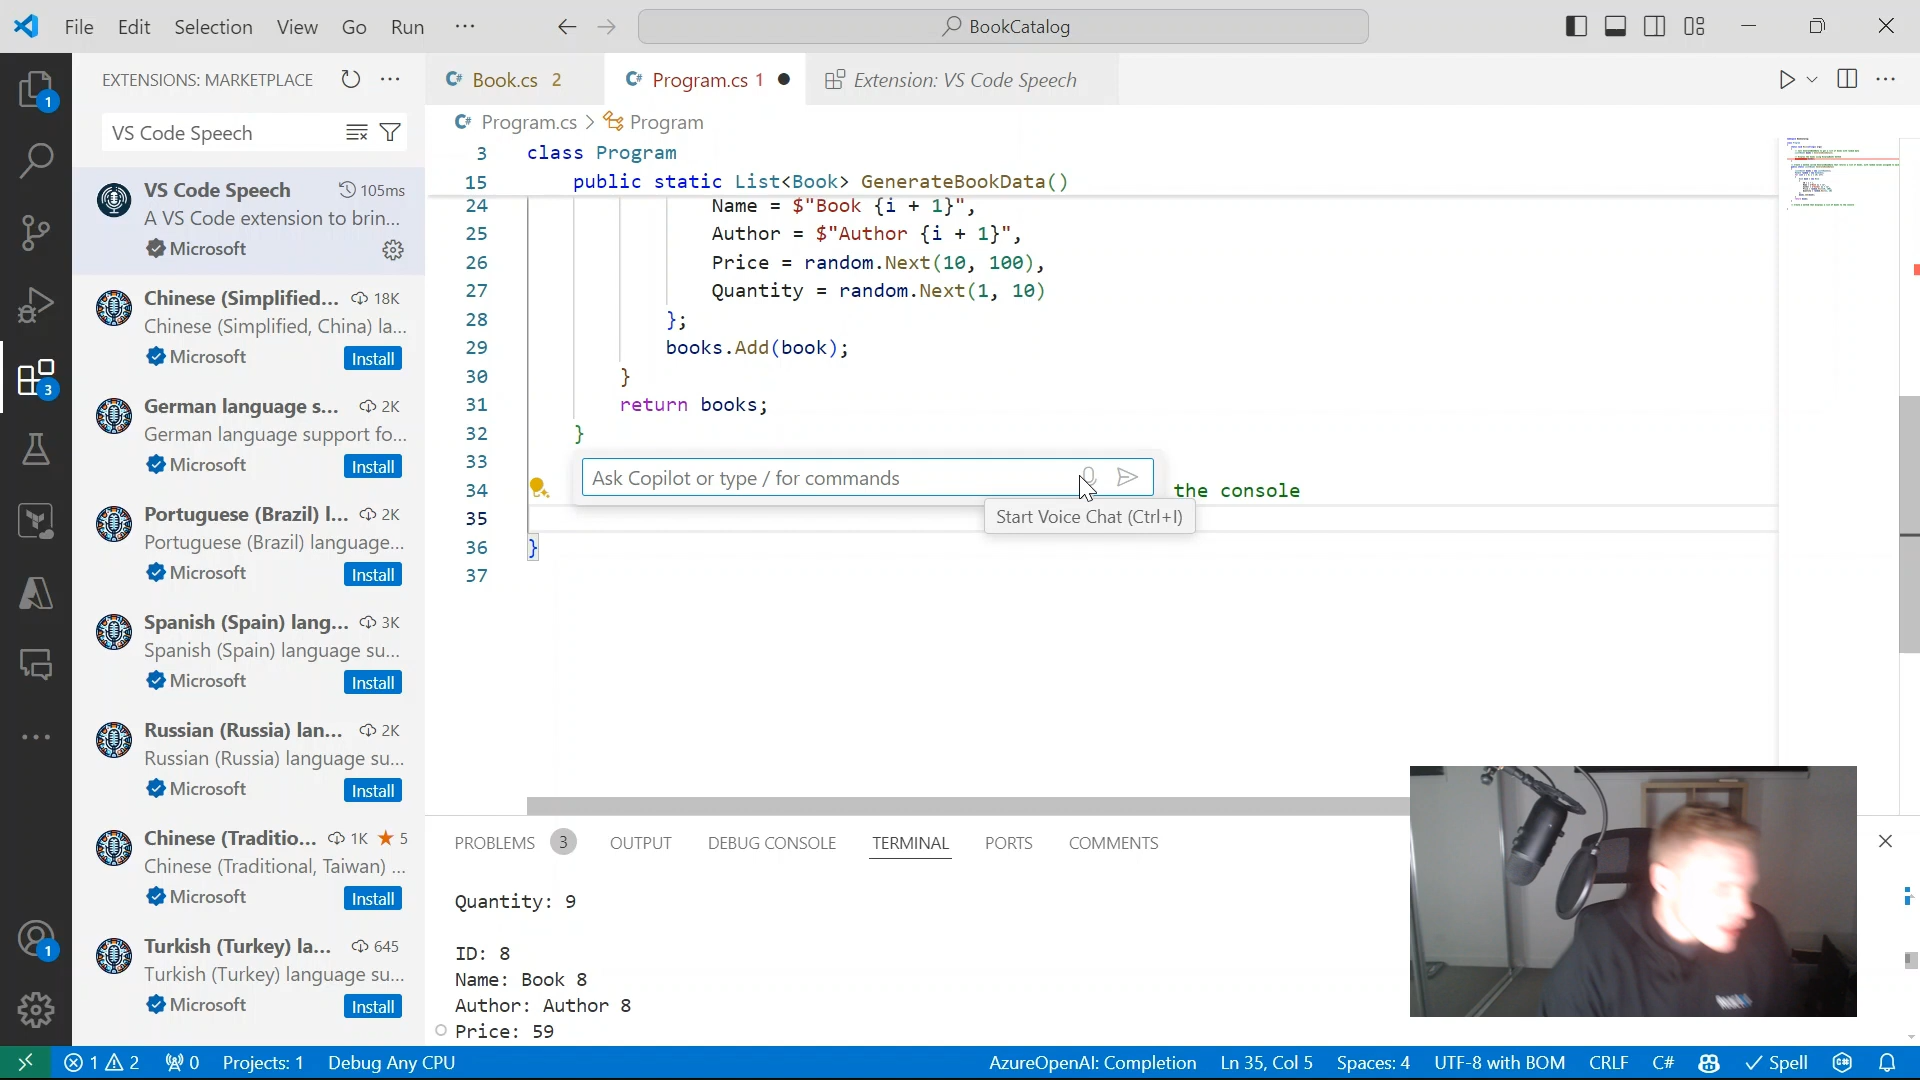 File Edit Selection View Go Run ···
BookCatalog
EXTENSIONS: MARKETPLACE
VS Code Speech
VS Code Speech 105ms
A VS Code extension to brin...
Microsoft
Chinese (Simplified... 18K
Chinese (Simplified, China) la...
Microsoft Install
German language s... 2K
German language support fo...
Microsoft Install
Portuguese (Brazil) l... 2K
Portuguese (Brazil) language...
Microsoft Install
Spanish (Spain) lang... 3K
Spanish (Spain) language su...
Microsoft Install
Russian (Russia) lan... 2K
Russian (Russia) language su...
Microsoft Install
Chinese (Traditio... 1K ★ 5
Chinese (Traditional, Taiwan) ...
Microsoft Install
Turkish (Turkey) la... 645
Turkish (Turkey) language su...
Microsoft Install
1
3
1
Book.cs 2 Program.cs 1 ● Extension: VS Code Speech
Program.cs > Program
3 class Program
15 public static List<Book> GenerateBookData()
24 Name = $"Book {i + 1}",
25 Author = $"Author {i + 1}",
26 Price = random.Next(10, 100),
27 Quantity = random.Next(1, 10)
28 };
29 books.Add(book);
30 }
31 return books;
32 }
33
Ask Copilot or type / for commands
34 the console
Start Voice Chat (Ctrl+I)
35
36 }
37
PROBLEMS 3 OUTPUT DEBUG CONSOLE TERMINAL PORTS COMMENTS
Quantity: 9
ID: 8
Name: Book 8
Author: Author 8
Price: 59
1 2 0 Projects: 1 Debug Any CPU AzureOpenAI: Completion Ln 35, Col 5 Spaces: 4 UTF-8 with BOM CRLF C# Spell